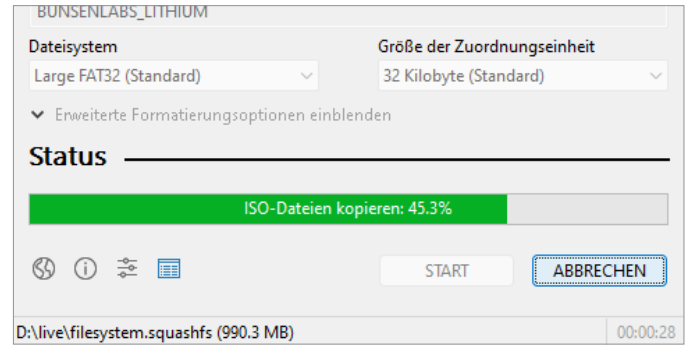 BUNSENLABS_LITHIUM
Dateisystem
Größe der Zuordnungseinheit
Large FAT32 (Standard)
32 Kilobyte (Standard)
Erweiterte Formatierungsoptionen einblenden
Status
ISO-Dateien kopieren: 45.3%
START
ABBRECHEN
D:\live\filesystem.squashfs (990.3 MB)
00:00:28